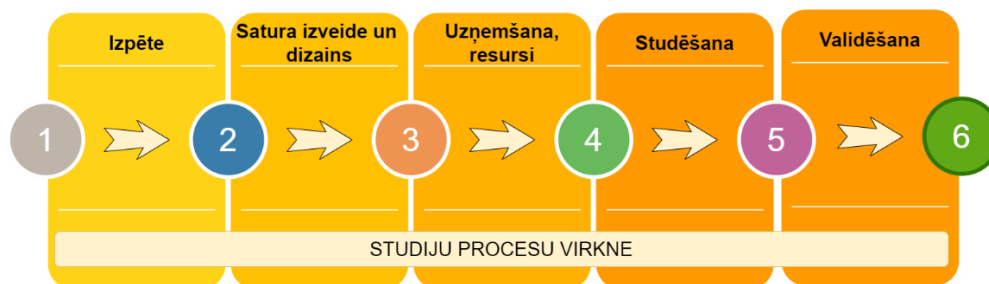 Izpēte
Satura izveide un
dizains
Uzņemšana,
resursi
Studēšana
Validēšana
1
2
3
4
5
6
STUDIJU PROCESU VIRKNE